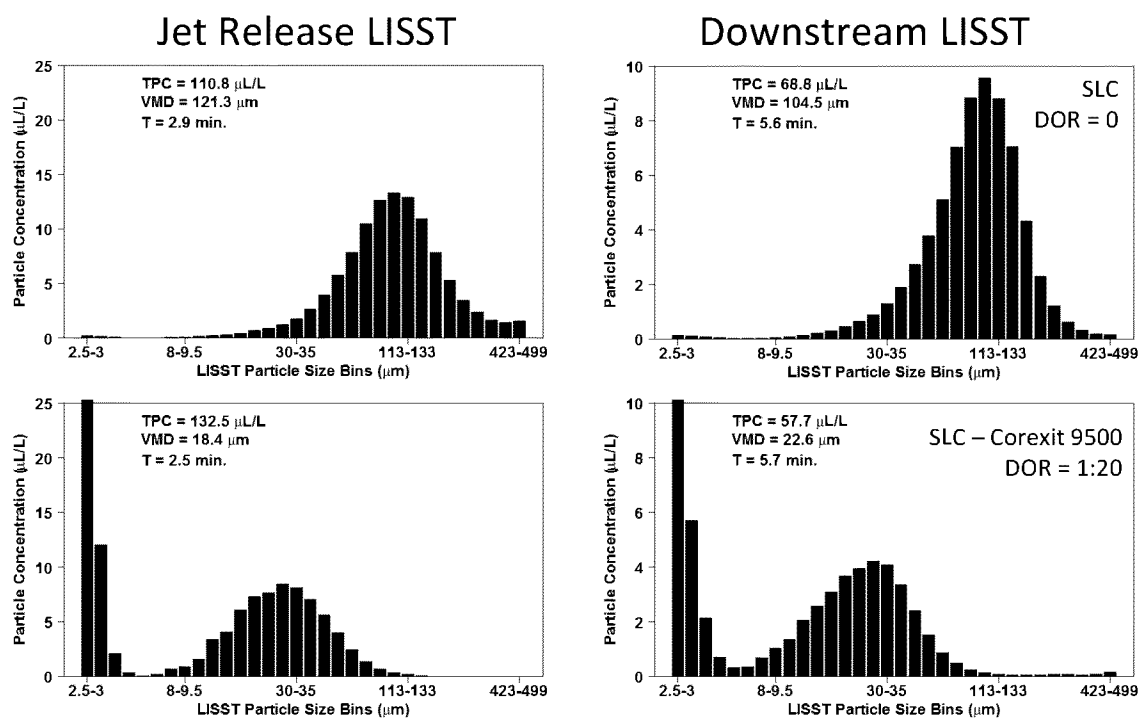 Jet Release LISST
Downstream LISST
25
20
15
10
5
0
Particle Concentration (μL/L)
TPC = 110.8 μL/L
VMD = 121.3 μm
T = 2.9 min.
2.5-3 8-9.5 30-35 113-133 423-499
LISST Particle Size Bins (μm)
10
8
6
4
2
0
Particle Concentration (μL/L)
TPC = 68.8 μL/L
VMD = 104.5 μm
T = 5.6 min.
SLC
DOR = 0
2.5-3 8-9.5 30-35 113-133 423-499
LISST Particle Size Bins (μm)
25
20
15
10
5
0
Particle Concentration (μL/L)
TPC = 132.5 μL/L
VMD = 18.4 μm
T = 2.5 min.
2.5-3 8-9.5 30-35 113-133 423-499
LISST Particle Size Bins (μm)
10
8
6
4
2
0
Particle Concentration (μL/L)
TPC = 57.7 μL/L
VMD = 22.6 μm
T = 5.7 min.
SLC – Corexit 9500
DOR = 1:20
2.5-3 8-9.5 30-35 113-133 423-499
LISST Particle Size Bins (μm)